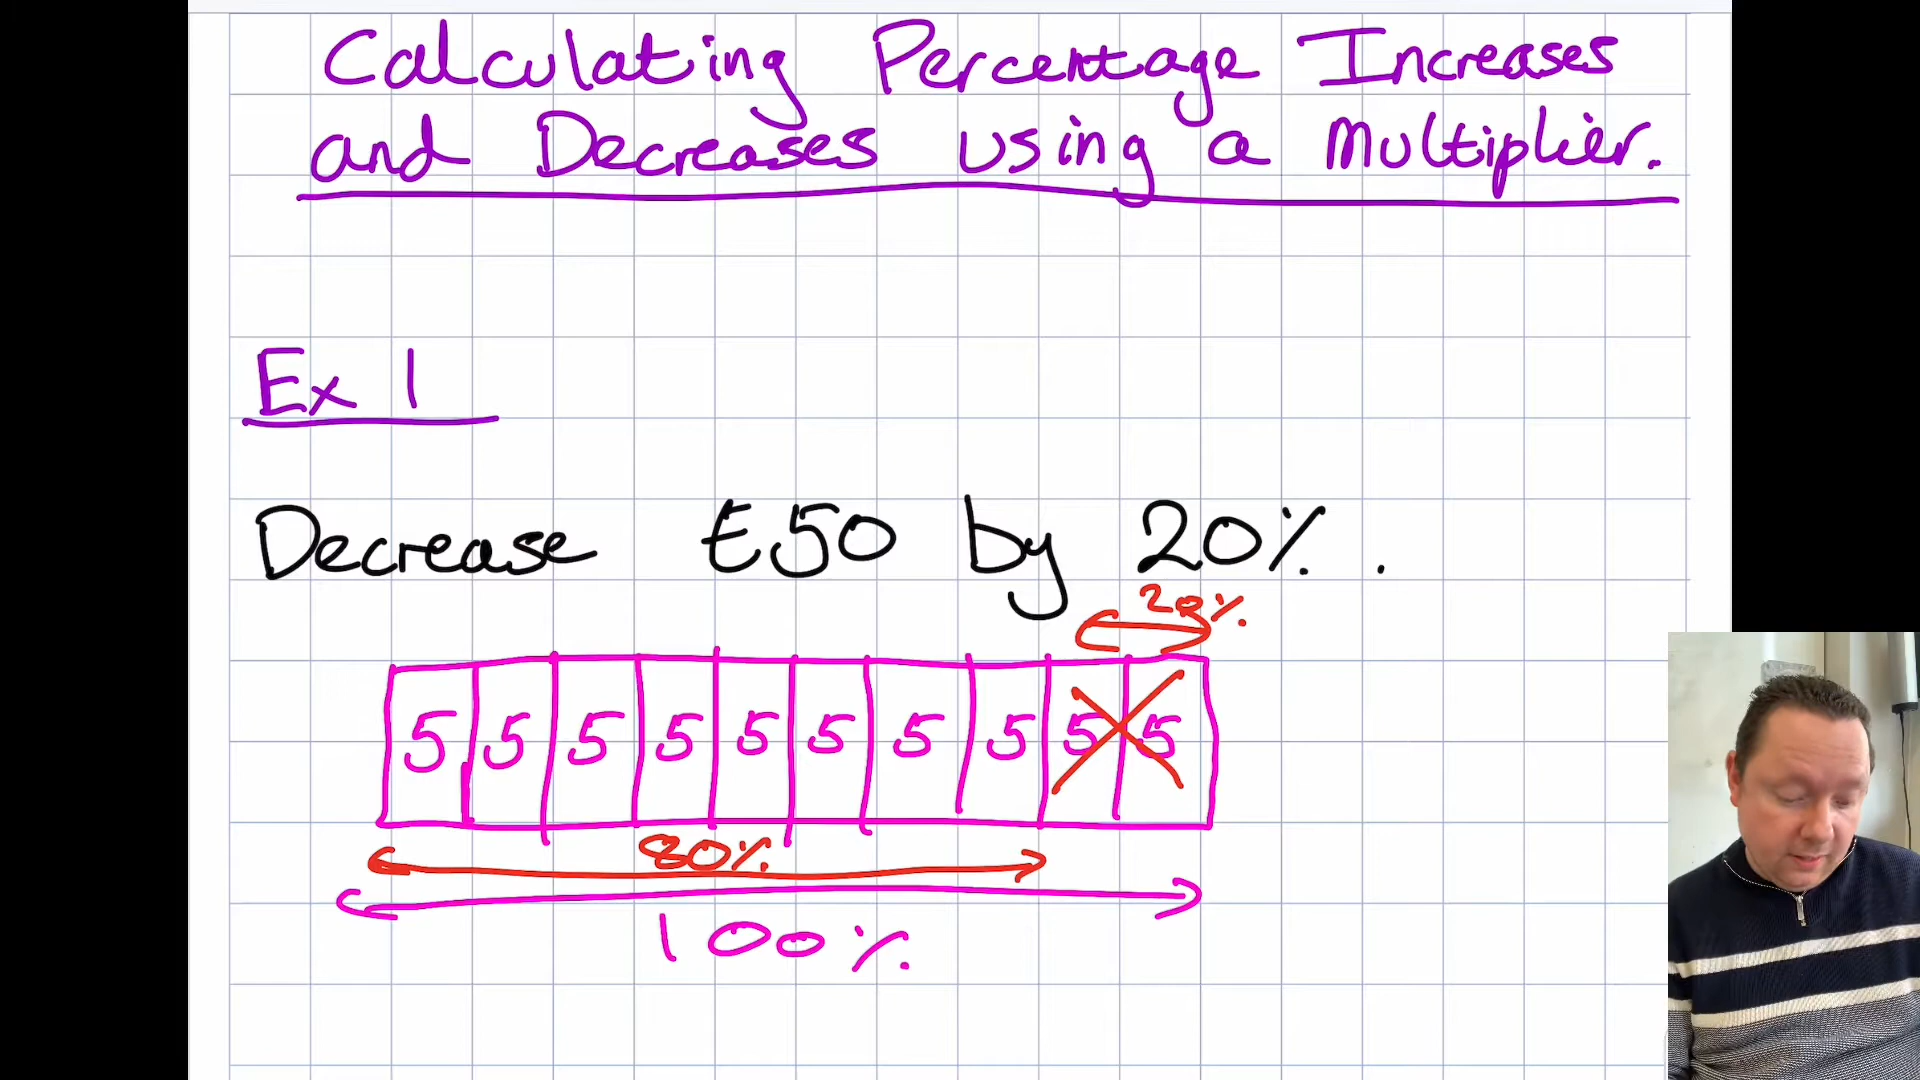 Calculating Percentage Increases
and Decreases using a Multiplier.
Ex 1
Decrease £50 by 20%.
20%
5 5 5 5 5 5 5 5 5 5
80%
100%